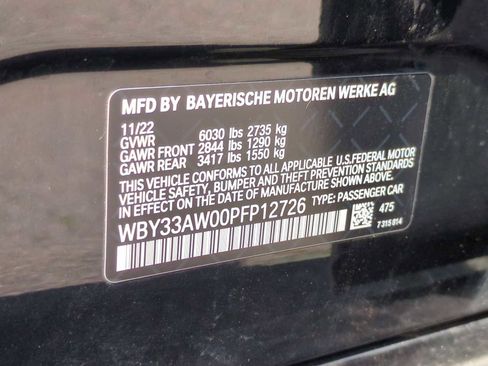 MFD BY BAYERISCHE MOTOREN WERKE AG
11/22
GVWR 6030 lbs 2735 kg
GAWR FRONT 2844 lbs 1290 kg
GAWR REAR 3417 lbs 1550 kg
THIS VEHICLE CONFORMS TO ALL APPLICABLE U.S.FEDERAL MOTOR
VEHICLE SAFETY, BUMPER AND THEFT PREVENTION STANDARDS
IN EFFECT ON THE DATE OF MANUFACTURE SHOWN ABOVE.
WBY33AW00PFP12726 TYPE: PASSENGER CAR
475
7315814